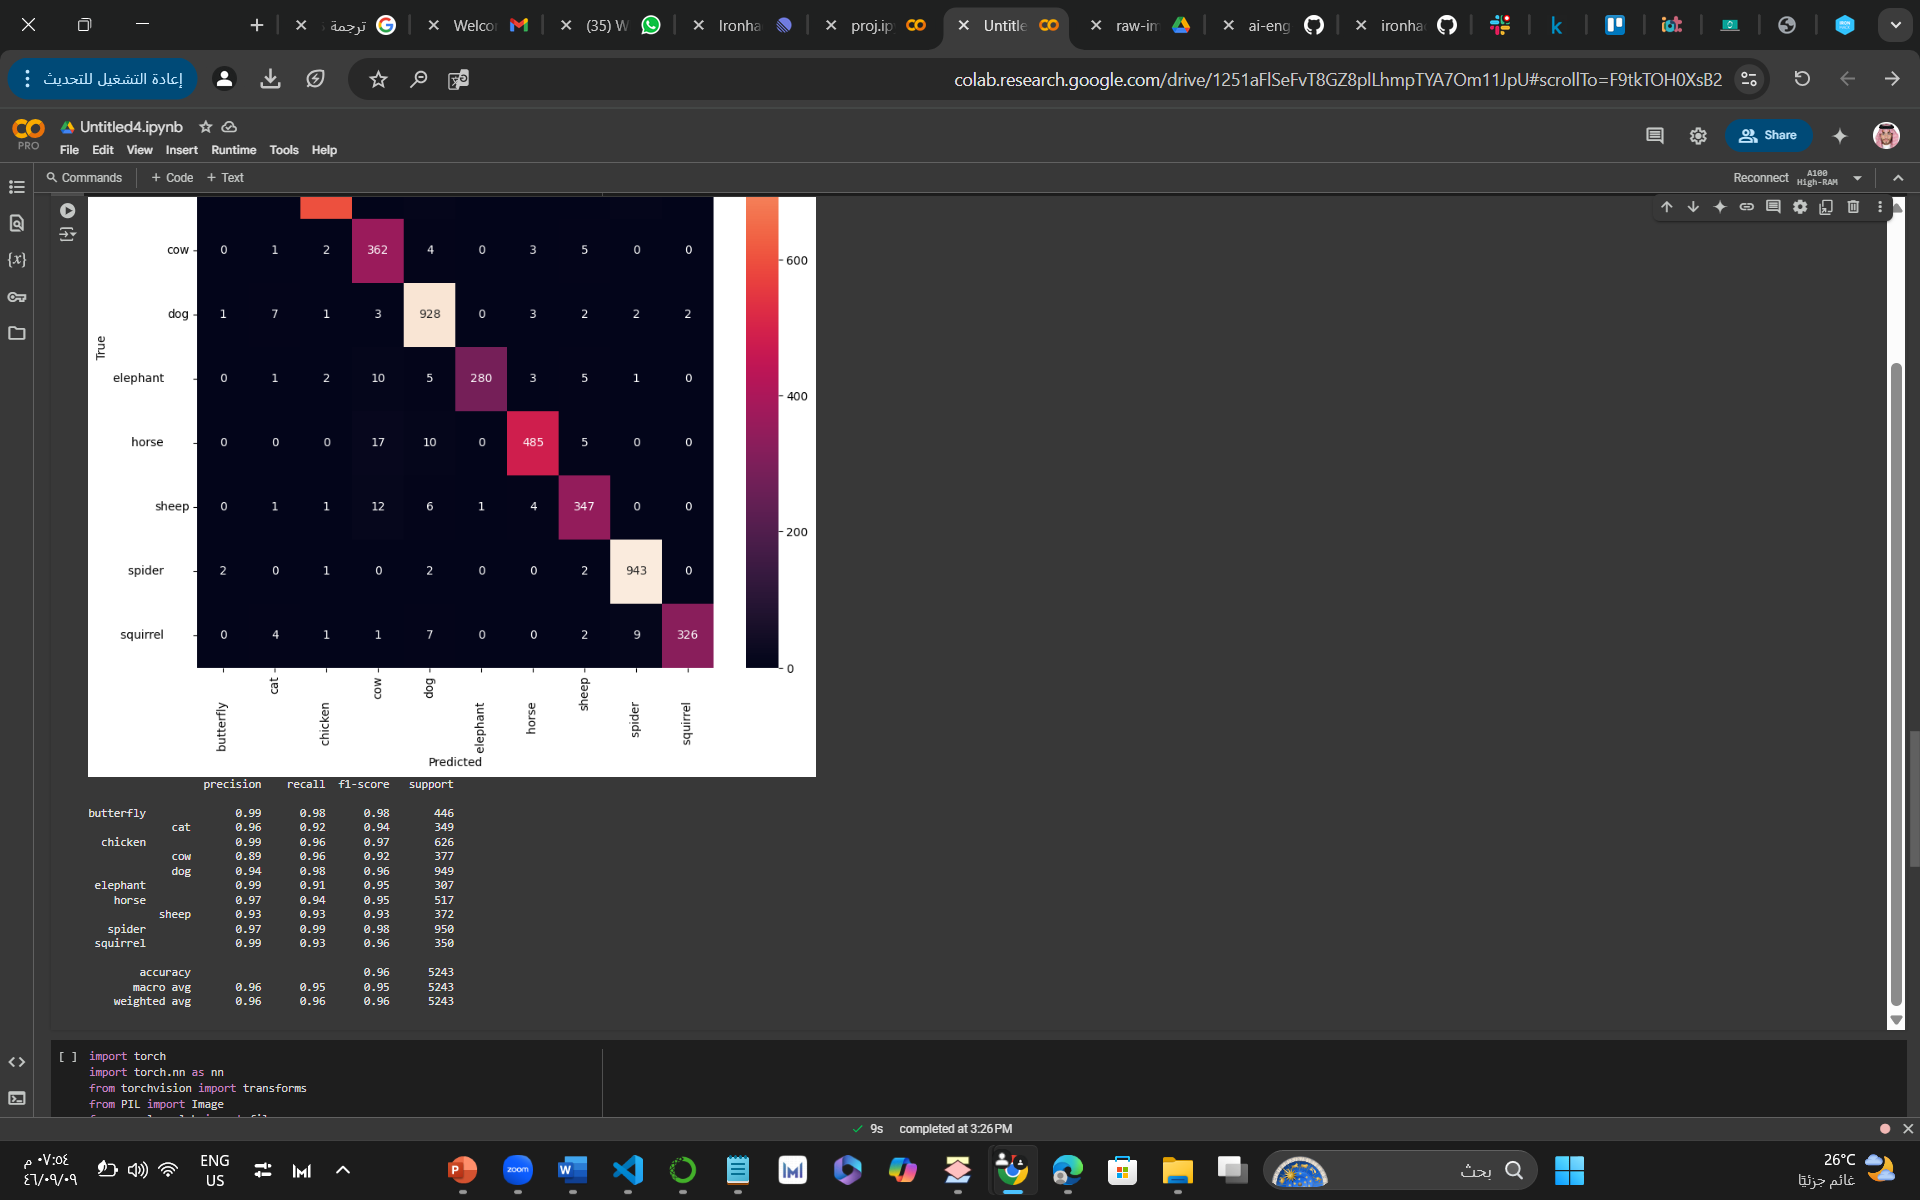 ترجمة
Welco
(35) W
Ironha
proj.ip
Untitle
raw-im
ai-eng
ironha
k
iot
إعادة التشغيل للتحديث
colab.research.google.com/drive/1251aFlSeFvT8GZ8plLhmpTYA7Om11JpU#scrollTo=F9tkTOH0XsB2
PRO
Untitled4.ipynb
File Edit View Insert Runtime Tools Help
Share
Commands + Code + Text
Reconnect A100 High-RAM
cow 0 1 2 362 4 0 3 5 0 0
dog 1 7 1 3 928 0 3 2 2 2
elephant 0 1 2 10 5 280 3 5 1 0
horse 0 0 0 17 10 0 485 5 0 0
sheep 0 1 1 12 6 1 4 347 0 0
spider 2 0 1 0 2 0 0 2 943 0
squirrel 0 4 1 1 7 0 0 2 9 326
True
600
400
200
0
butterfly cat chicken cow dog elephant horse sheep spider squirrel
Predicted
precision recall f1-score support
butterfly 0.99 0.98 0.98 446
cat 0.96 0.92 0.94 349
chicken 0.99 0.96 0.97 626
cow 0.89 0.96 0.92 377
dog 0.94 0.98 0.96 949
elephant 0.99 0.91 0.95 307
horse 0.97 0.94 0.95 517
sheep 0.93 0.93 0.93 372
spider 0.97 0.99 0.98 950
squirrel 0.99 0.93 0.96 350
accuracy 0.96 5243
macro avg 0.96 0.95 0.95 5243
weighted avg 0.96 0.96 0.96 5243
[ ] import torch
import torch.nn as nn
from torchvision import transforms
from PIL import Image
9s completed at 3:26 PM
٠٧:٥٤ م
٤٦/٠٩/٠٩
ENG
US
zoom
بحث
26°C
غائم جزئيًا